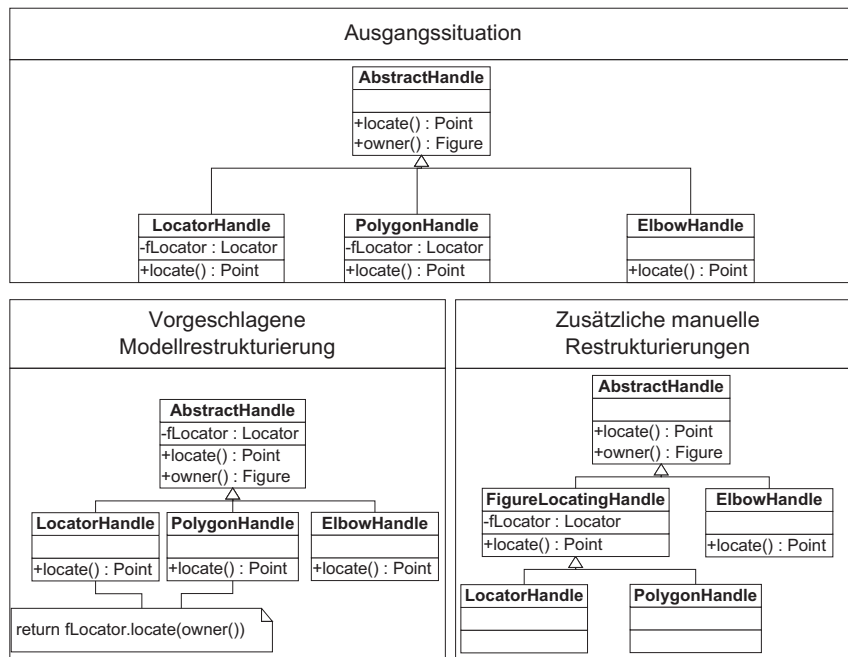 Ausgangssituation
AbstractHandle
+locate() : Point
+owner() : Figure
LocatorHandle
-fLocator : Locator
+locate() : Point
PolygonHandle
-fLocator : Locator
+locate() : Point
ElbowHandle
+locate() : Point
Vorgeschlagene
Modellrestrukturierung
AbstractHandle
-fLocator : Locator
+locate() : Point
+owner() : Figure
LocatorHandle
+locate() : Point
PolygonHandle
+locate() : Point
ElbowHandle
+locate() : Point
return fLocator.locate(owner())
Zusätzliche manuelle
Restrukturierungen
AbstractHandle
+locate() : Point
+owner() : Figure
FigureLocatingHandle
-fLocator : Locator
+locate() : Point
ElbowHandle
+locate() : Point
LocatorHandle
PolygonHandle